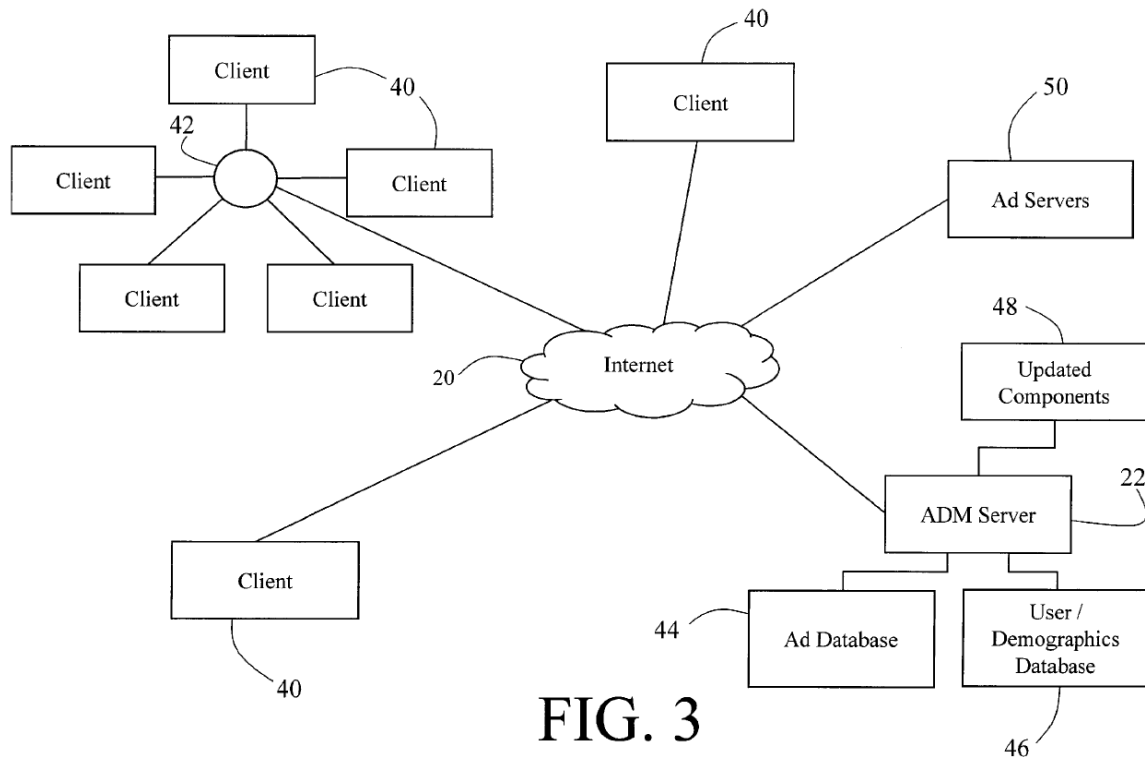 40
Client
40
Client
50
42
Client
Client
Ad Servers
Client
Client
48
20
Internet
Updated
Components
22
ADM Server
Client
44
Ad Database
User /
Demographics
Database
40
46
FIG. 3